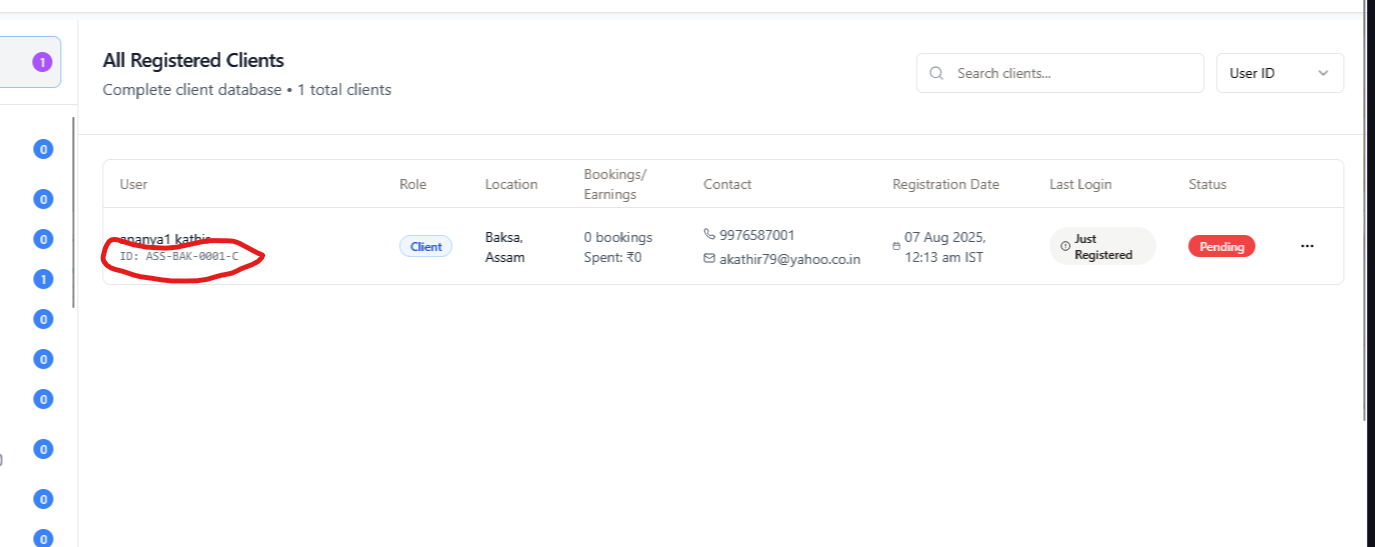 1
All Registered Clients
Complete client database • 1 total clients
Search clients...
User ID
0
0
0
1
0
0
0
0
0
0
User
Role
Location
Bookings/
Earnings
Contact
Registration Date
Last Login
Status
ananya1 kathir
ID: ASS-BAK-0001-C
Client
Baksa,
Assam
0 bookings
Spent: ₹0
9976587001
akathir79@yahoo.co.in
07 Aug 2025,
12:13 am IST
Just
Registered
Pending